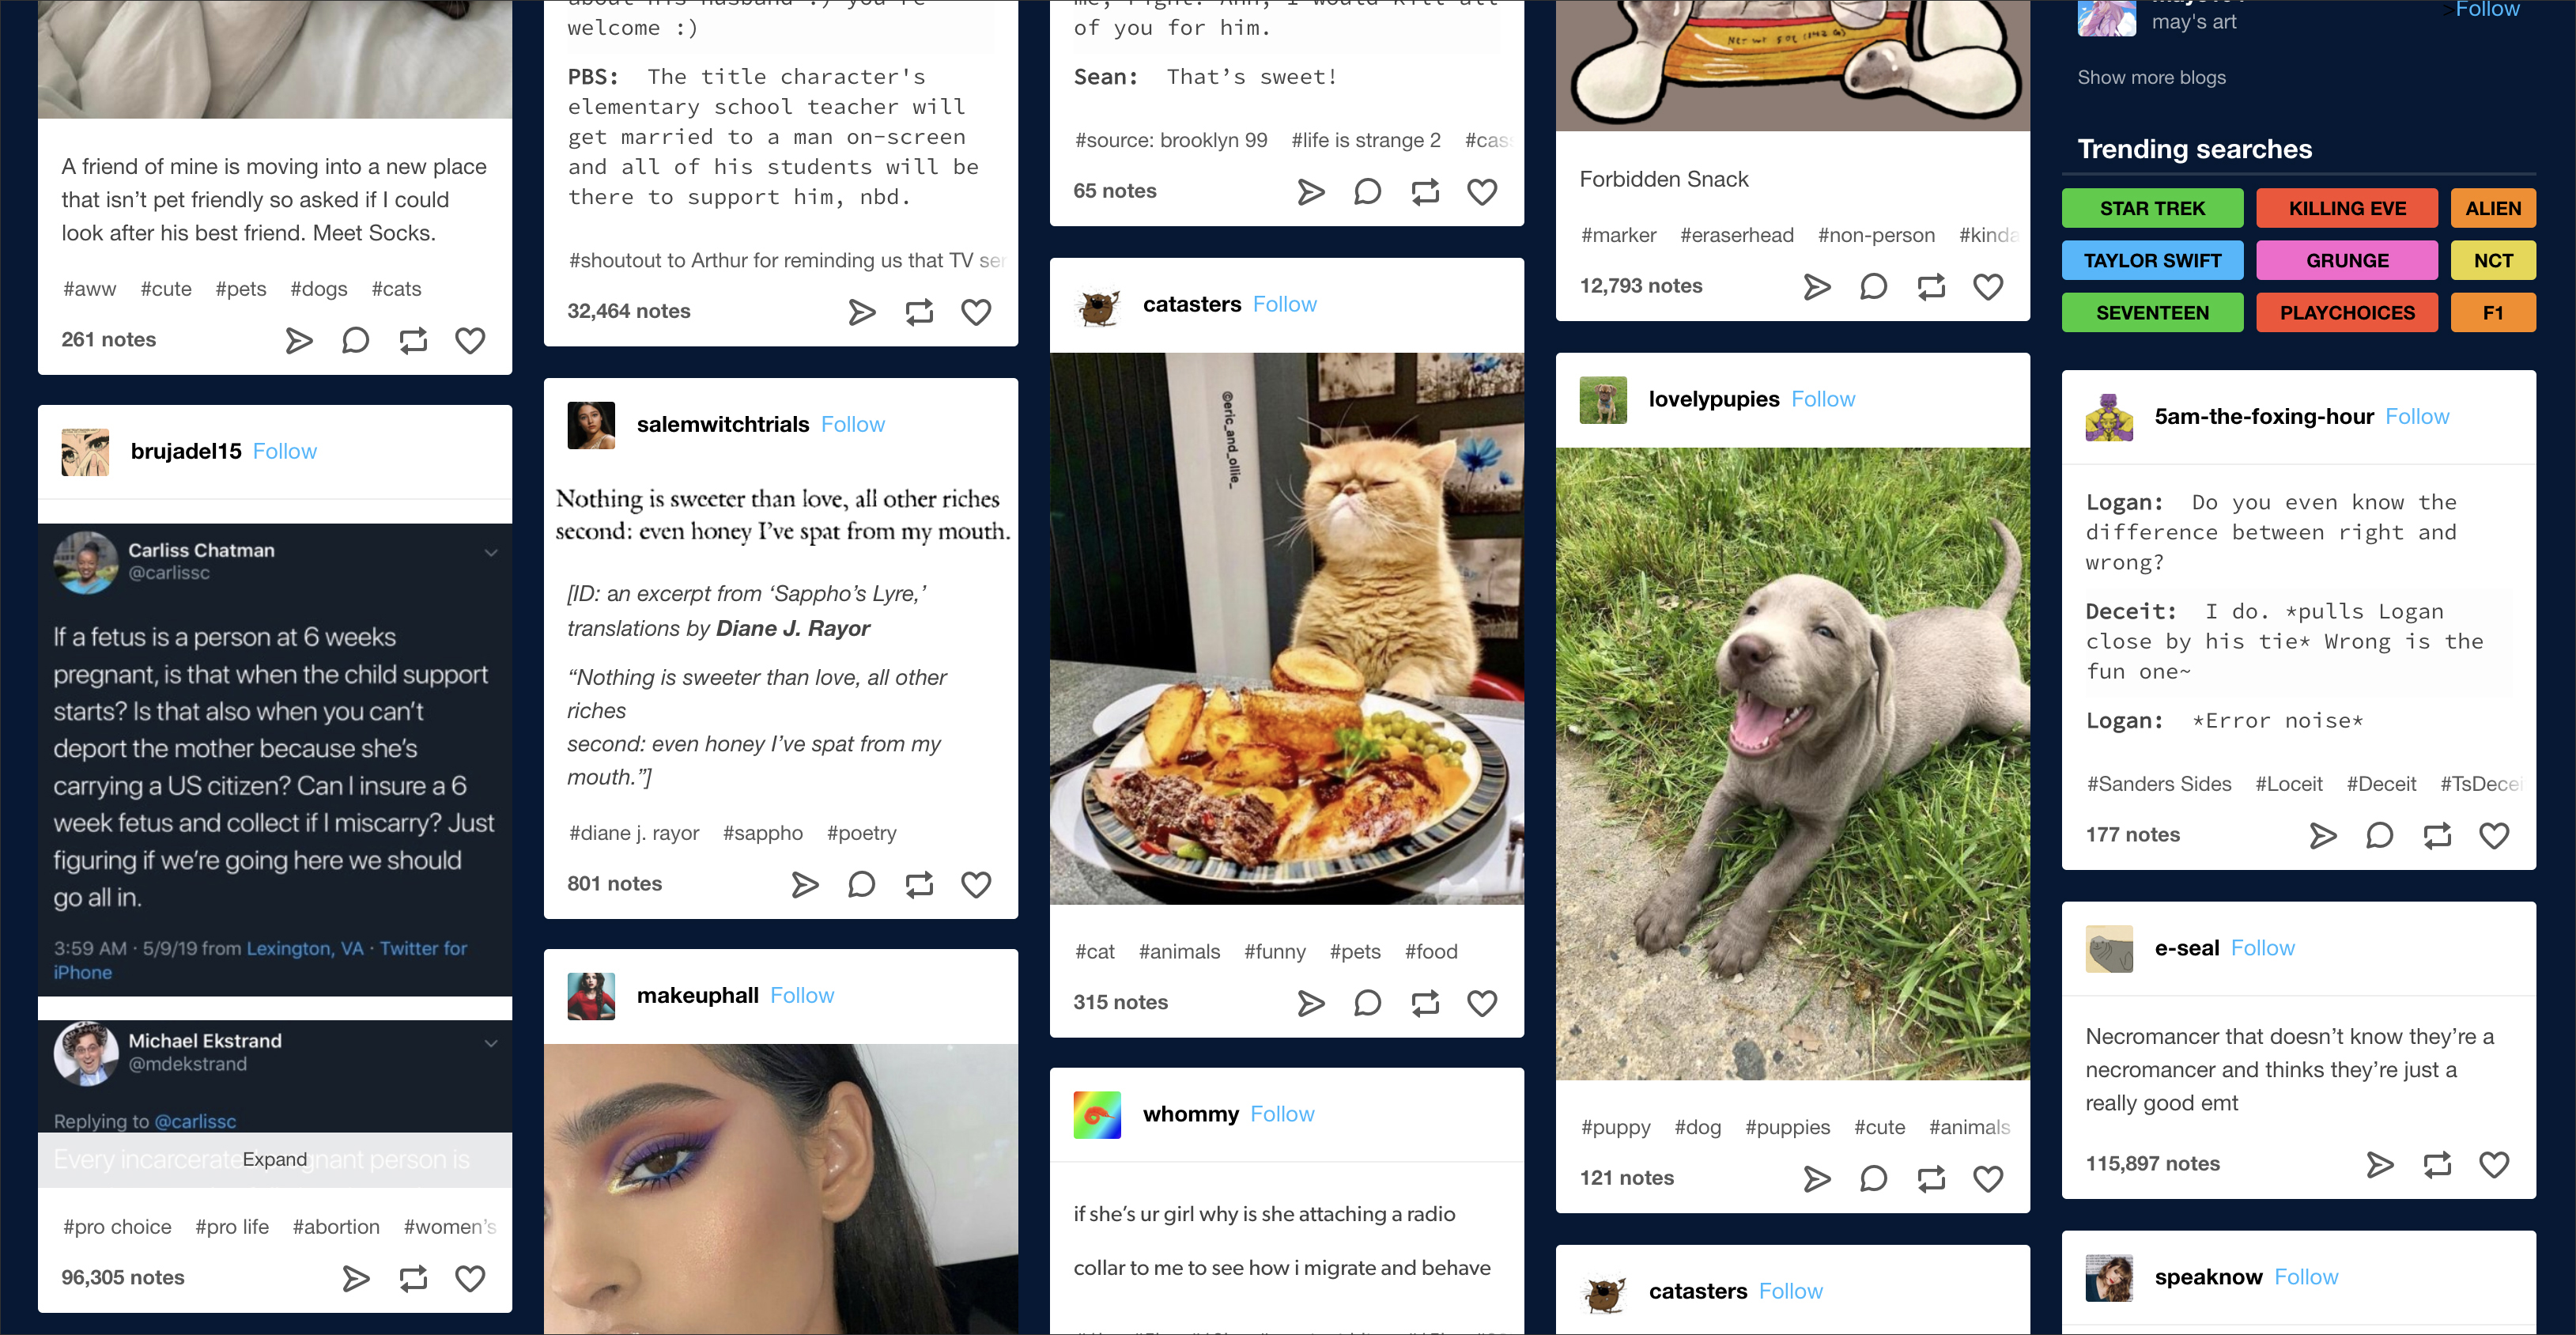 A friend of mine is moving into a new place
that isn’t pet friendly so asked if I could
look after his best friend. Meet Socks.
#aww #cute #pets #dogs #cats
261 notes
brujadel15 Follow
Carliss Chatman
@carlissc
If a fetus is a person at 6 weeks
pregnant, is that when the child support
starts? Is that also when you can’t
deport the mother because she’s
carrying a US citizen? Can I insure a 6
week fetus and collect if I miscarry? Just
figuring if we’re going here we should
go all in.
3:59 AM · 5/9/19 from Lexington, VA · Twitter for
iPhone
Michael Ekstrand
@mdekstrand
Replying to @carlissc
Every person is
Expand
#pro choice #pro life #abortion #women’s
96,305 notes
welcome :)
PBS: The title character's
elementary school teacher will
get married to a man on-screen
and all of his students will be
there to support him, nbd.
#shoutout to Arthur for reminding us that TV ser
32,464 notes
salemwitchtrials Follow
Nothing is sweeter than love, all other riches
second: even honey I’ve spat from my mouth.
[ID: an excerpt from ‘Sappho’s Lyre,’
translations by Diane J. Rayor
“Nothing is sweeter than love, all other
riches
second: even honey I’ve spat from my
mouth.”]
#diane j. rayor #sappho #poetry
801 notes
makeuphall Follow
of you for him.
Sean: That’s sweet!
#source: brooklyn 99 #life is strange 2 #cass
65 notes
catasters Follow
@eric_and_ollie_
#cat #animals #funny #pets #food
315 notes
whommy Follow
if she’s ur girl why is she attaching a radio
collar to me to see how i migrate and behave
NET WT 5 OZ (142 G)
Forbidden Snack
#marker #eraserhead #non-person #kinda
12,793 notes
lovelypupies Follow
#puppy #dog #puppies #cute #animals
121 notes
catasters Follow
>Follow
may's art
Show more blogs
Trending searches
STAR TREK KILLING EVE ALIEN
TAYLOR SWIFT GRUNGE NCT
SEVENTEEN PLAYCHOICES F1
5am-the-foxing-hour Follow
Logan: Do you even know the
difference between right and
wrong?
Deceit: I do. *pulls Logan
close by his tie* Wrong is the
fun one~
Logan: *Error noise*
#Sanders Sides #Loceit #Deceit #TsDecei
177 notes
e-seal Follow
Necromancer that doesn’t know they’re a
necromancer and thinks they’re just a
really good emt
115,897 notes
speaknow Follow